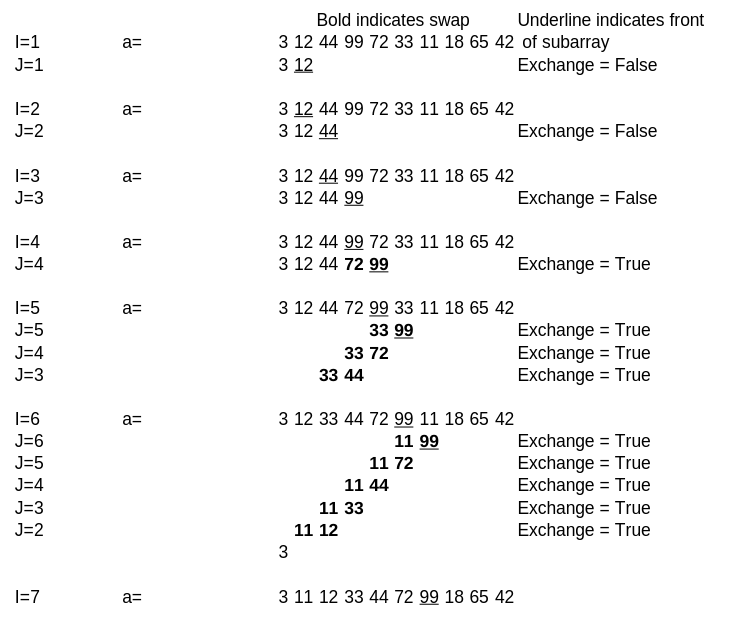 Bold indicates swap Underline indicates front
I=1 a= 3 12 44 99 72 33 11 18 65 42 of subarray
J=1 3 12 Exchange = False
I=2 a= 3 12 44 99 72 33 11 18 65 42
J=2 3 12 44 Exchange = False
I=3 a= 3 12 44 99 72 33 11 18 65 42
J=3 3 12 44 99 Exchange = False
I=4 a= 3 12 44 99 72 33 11 18 65 42
J=4 3 12 44 72 99 Exchange = True
I=5 a= 3 12 44 72 99 33 11 18 65 42
J=5 33 99 Exchange = True
J=4 33 72 Exchange = True
J=3 33 44 Exchange = True
I=6 a= 3 12 33 44 72 99 11 18 65 42
J=6 11 99 Exchange = True
J=5 11 72 Exchange = True
J=4 11 44 Exchange = True
J=3 11 33 Exchange = True
J=2 11 12 Exchange = True
3
I=7 a= 3 11 12 33 44 72 99 18 65 42